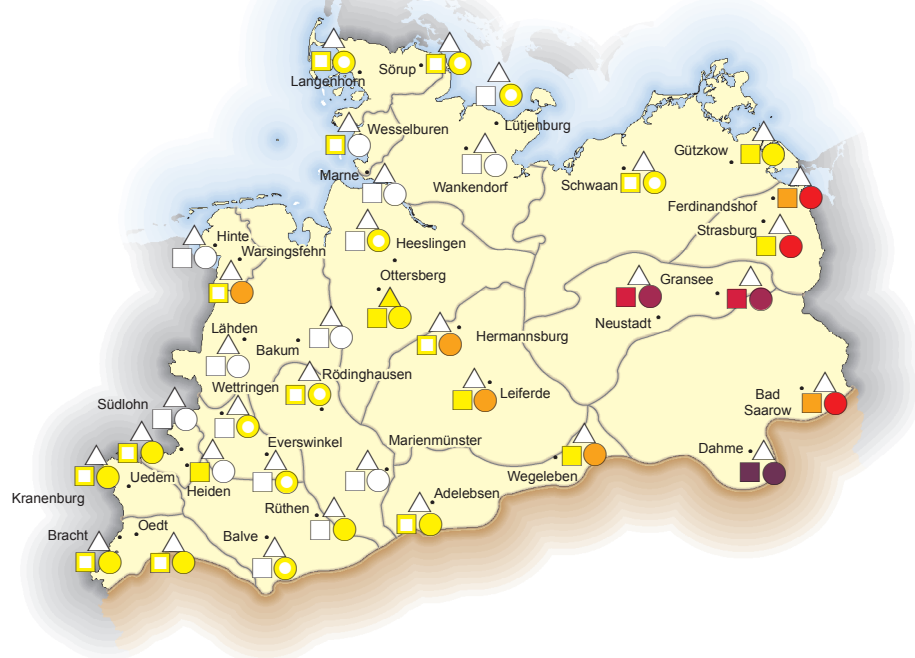 Langenhorn
Sörup
Lütjenburg
Wesselburen
Marne
Wankendorf
Gützkow
Schwaan
Ferdinandshof
Strasburg
Hinte
Warsingsfehn
Heeslingen
Ottersberg
Gransee
Neustadt
Lähden
Bakum
Hermannsburg
Wettringen
Rödinghausen
Leiferde
Südlohn
Bad
Saarow
Everswinkel
Marienmünster
Dahme
Uedem
Heiden
Wegeleben
Kranenburg
Rüthen
Adelebsen
Bracht
Oedt
Balve